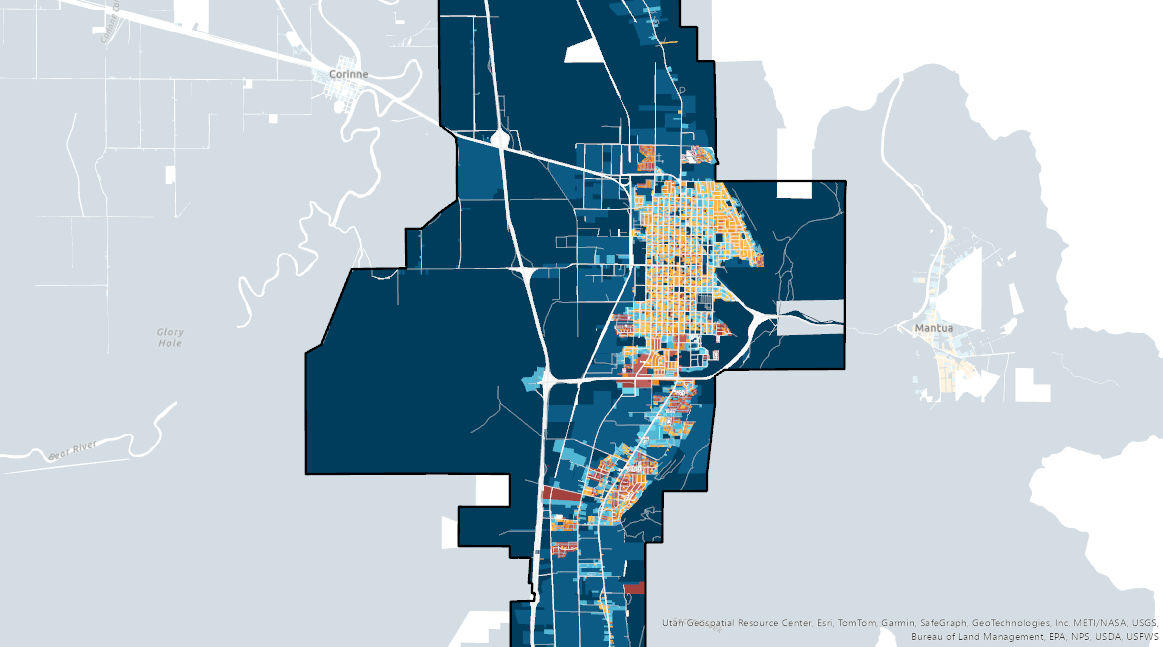 Corinne
Glory
Hole
Mantua
Bear River
Utah Geospatial Resource Center, Esri, TomTom, Garmin, SafeGraph, GeoTechnologies, Inc, METI/NASA, USGS,
Bureau of Land Management, EPA, NPS, USDA, USFWS